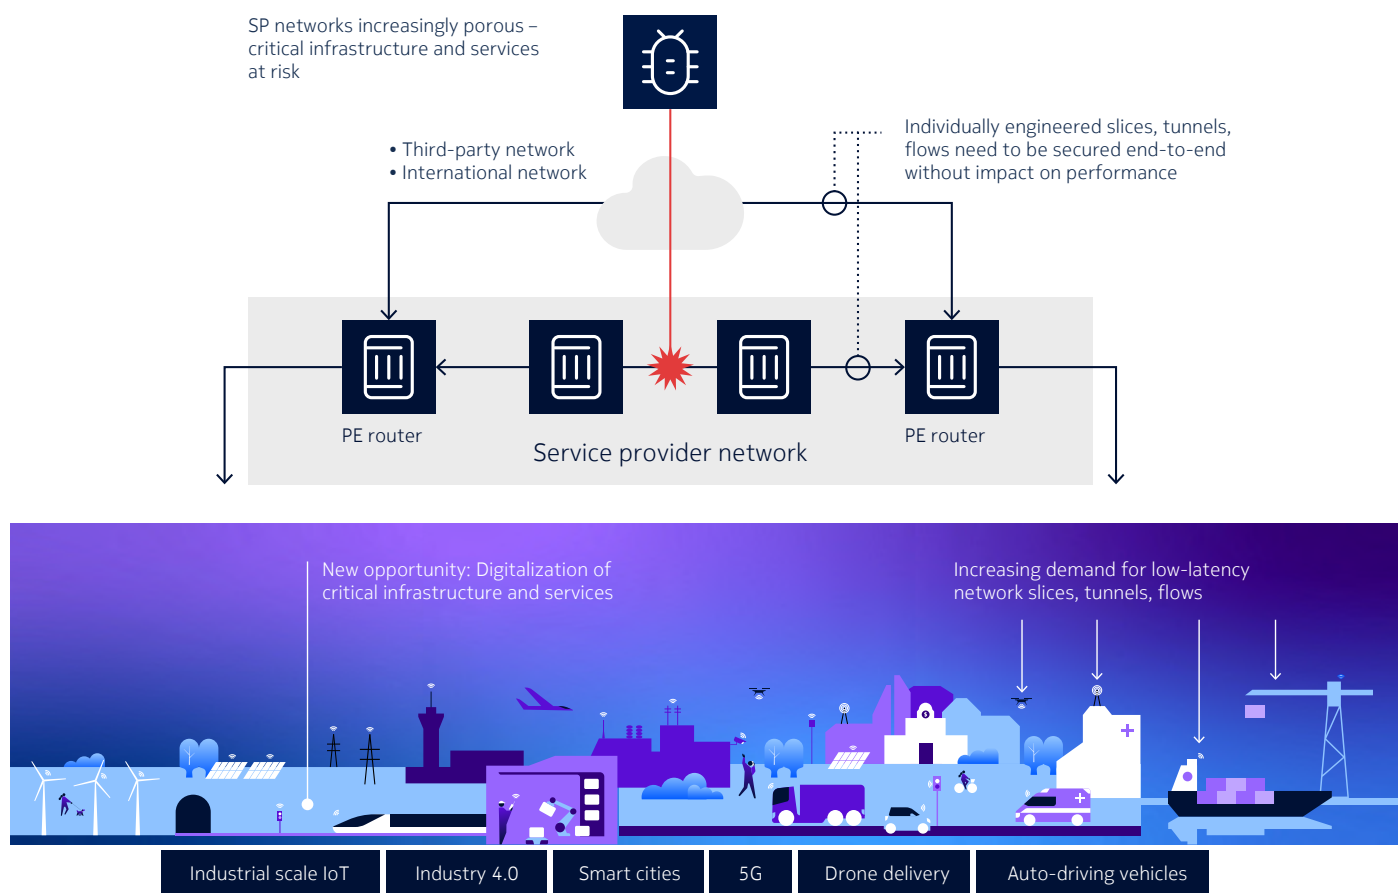 SP networks increasingly porous –
critical infrastructure and services
at risk
• Third-party network
• International network
Individually engineered slices, tunnels,
flows need to be secured end-to-end
without impact on performance
PE router
PE router
Service provider network
New opportunity: Digitalization of
critical infrastructure and services
Increasing demand for low-latency
network slices, tunnels, flows
Industrial scale IoT
Industry 4.0
Smart cities
5G
Drone delivery
Auto-driving vehicles